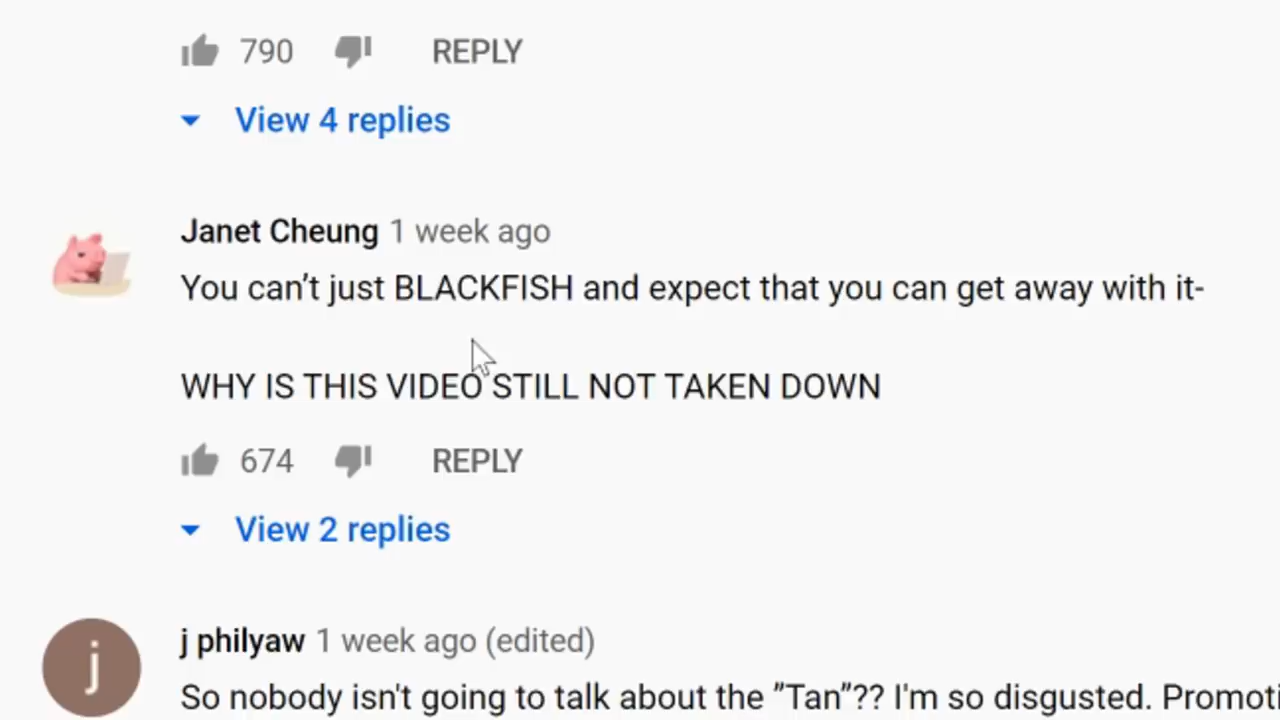 790 REPLY
View 4 replies
Janet Cheung 1 week ago
You can’t just BLACKFISH and expect that you can get away with it-
WHY IS THIS VIDEO STILL NOT TAKEN DOWN
674 REPLY
View 2 replies
j
j philyaw 1 week ago (edited)
So nobody isn't going to talk about the ”Tan”?? I'm so disgusted. Promoti